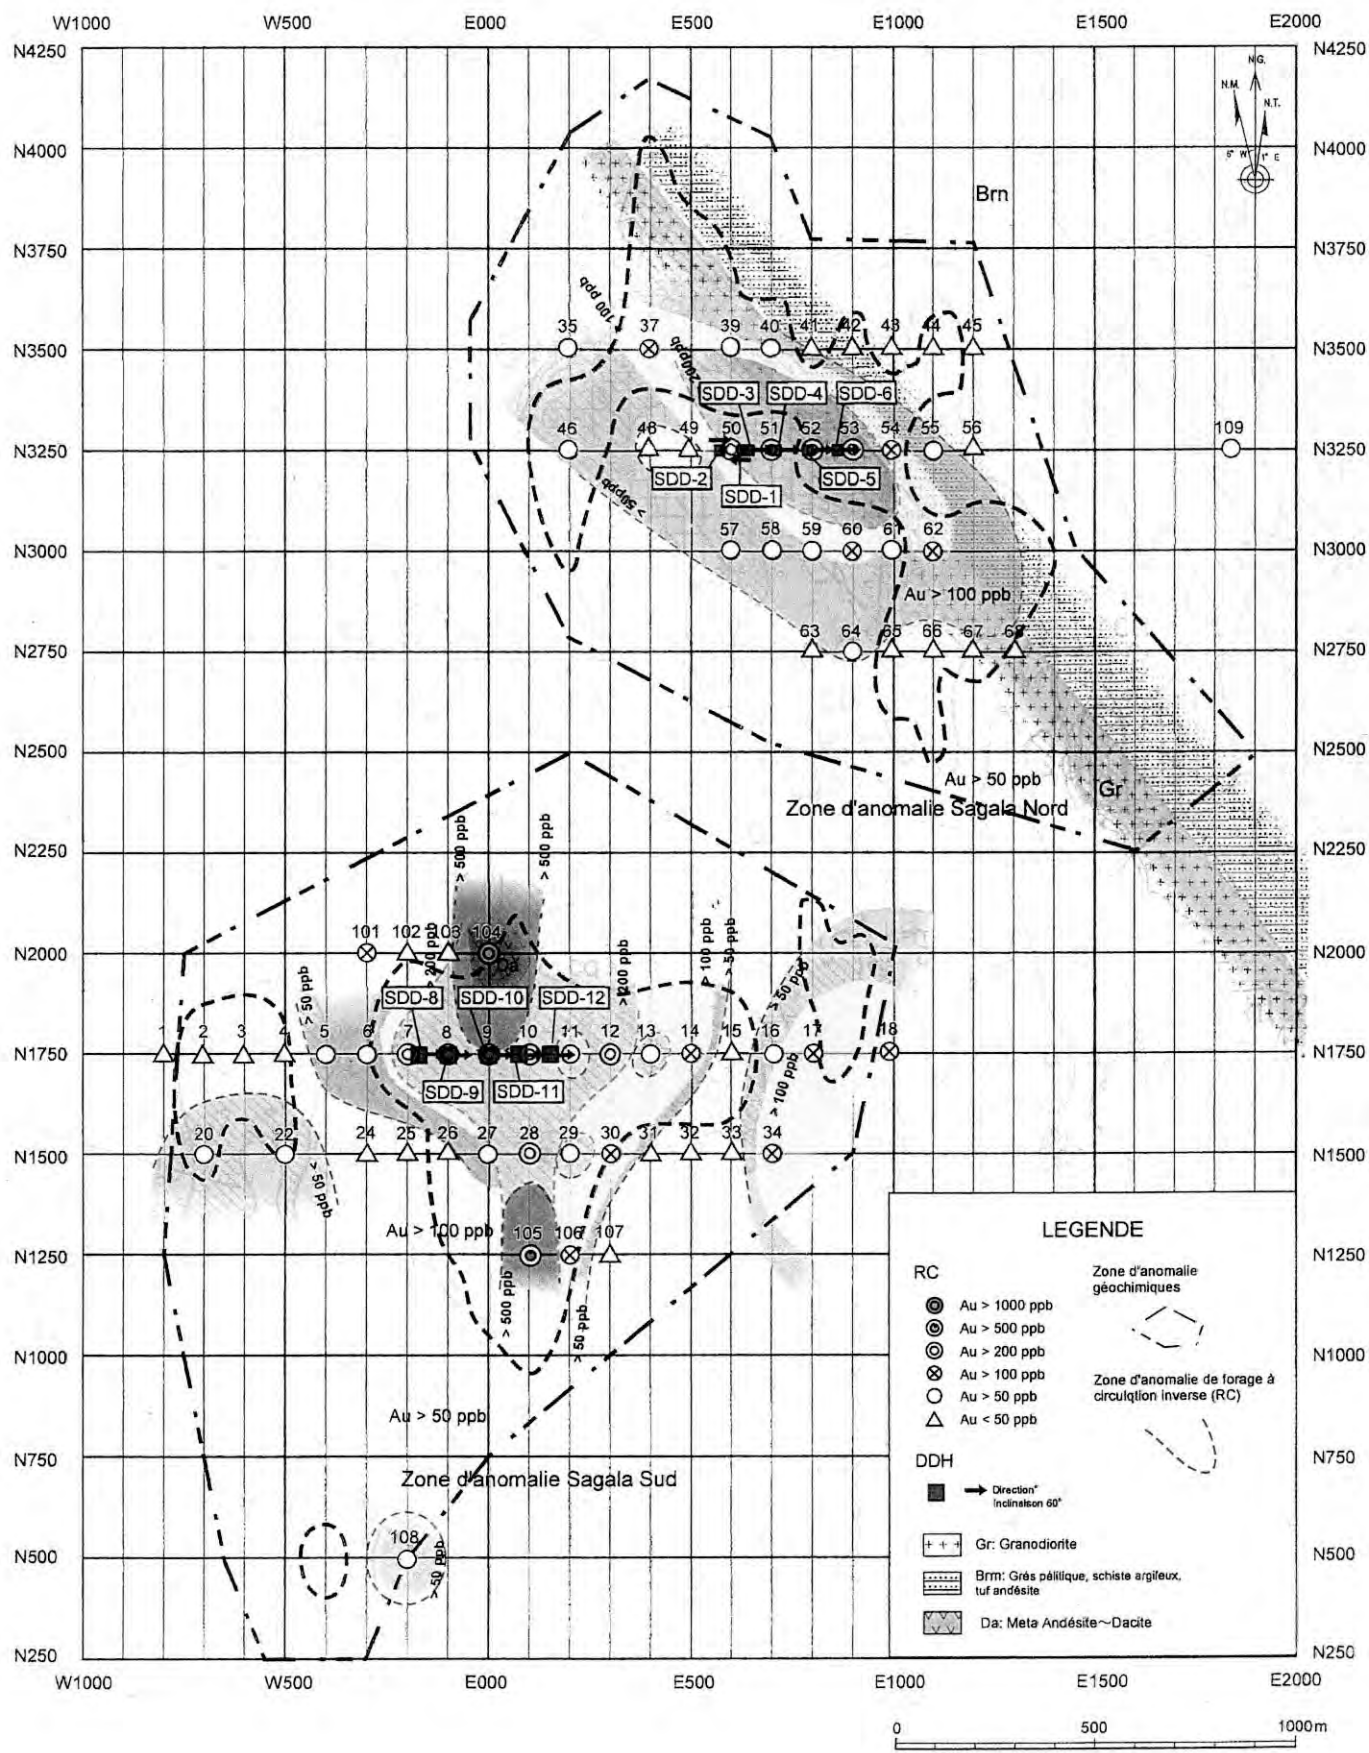 W1000 W500 E000 E500 E1000 E1500 E2000
N4250 N4250
N.G.
N.M. N.T.
6° W 1° E
N4000 N4000
Brn
N3750 N3750
> 100 ppb
35 37 39 40 41 42 43 44 45
N3500 N3500
> 200ppb
SDD-3 SDD-4 SDD-6
46 48 49 50 51 52 53 54 55 56 109
N3250 N3250
SDD-2 SDD-1 SDD-5
> 50ppb
57 58 59 60 61 62
N3000 N3000
Au > 100 ppb
63 64 65 66 67 68
N2750 N2750
N2500 N2500
Au > 50 ppb
Gr
Zone d'anomalie Sagala Nord
N2250 N2250
> 500 ppb > 500 ppb
101 102 103 104
N2000 N2000
Da
> 50 ppb > 200 ppb > 200 ppb > 100 ppb > 50 ppb > 50 ppb
SDD-8 SDD-10 SDD-12
1 2 3 4 5 6 7 8 9 10 11 12 13 14 15 16 17 18
N1750 N1750
SDD-9 SDD-11
> 100 ppb
20 22 24 25 26 27 28 29 30 31 32 33 34
N1500 N1500
> 50 ppb
Au > 100 ppb
105 106 107
N1250 N1250
> 500 ppb > 50 ppb
N1000 N1000
Au > 50 ppb
N750 N750
Zone d'anomalie Sagala Sud
108
N500 N500
> 50 ppb
N250 N250
W1000 W500 E000 E500 E1000 E1500 E2000
LEGENDE
RC
Au > 1000 ppb
Au > 500 ppb
Au > 200 ppb
Au > 100 ppb
Au > 50 ppb
Au < 50 ppb
Zone d'anomalie
géochimiques
Zone d'anomalie de forage à
circulqtion inverse (RC)
DDH
Direction*
Inclinaison 60°
Gr: Granodiorite
Brm: Grés pélilique, schiste argileux,
tuf andésite
Da: Meta Andésite~Dacite
0 500 1000m